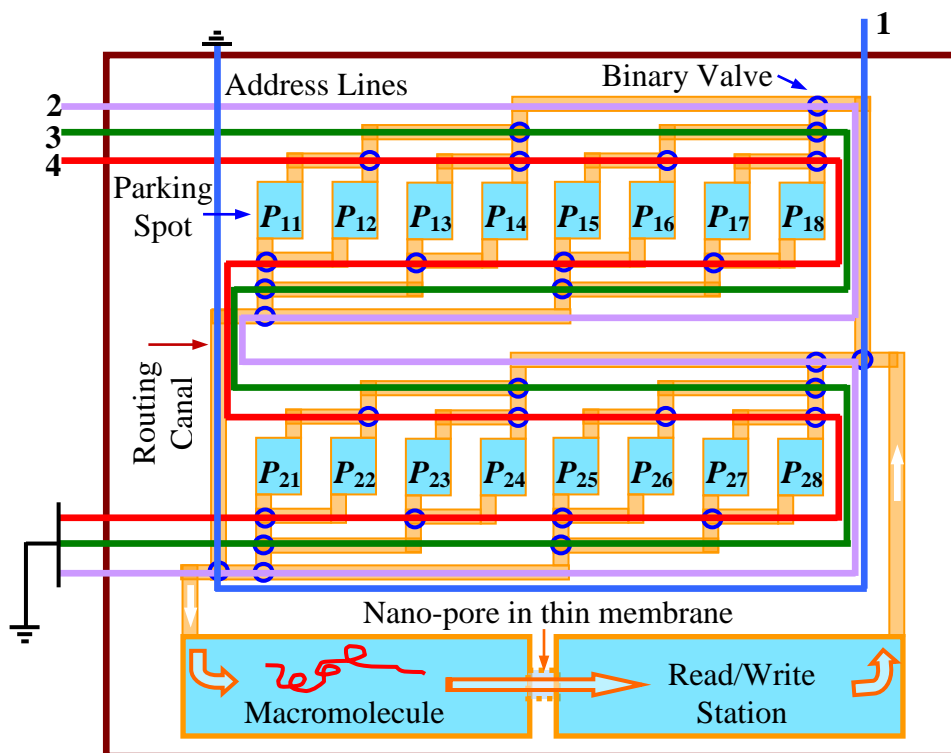 1
Address Lines
Binary Valve
2
3
4
Parking
Spot
P11 P12 P13 P14 P15 P16 P17 P18
Routing
Canal
P21 P22 P23 P24 P25 P26 P27 P28
Nano-pore in thin membrane
Macromolecule
Read/Write
Station